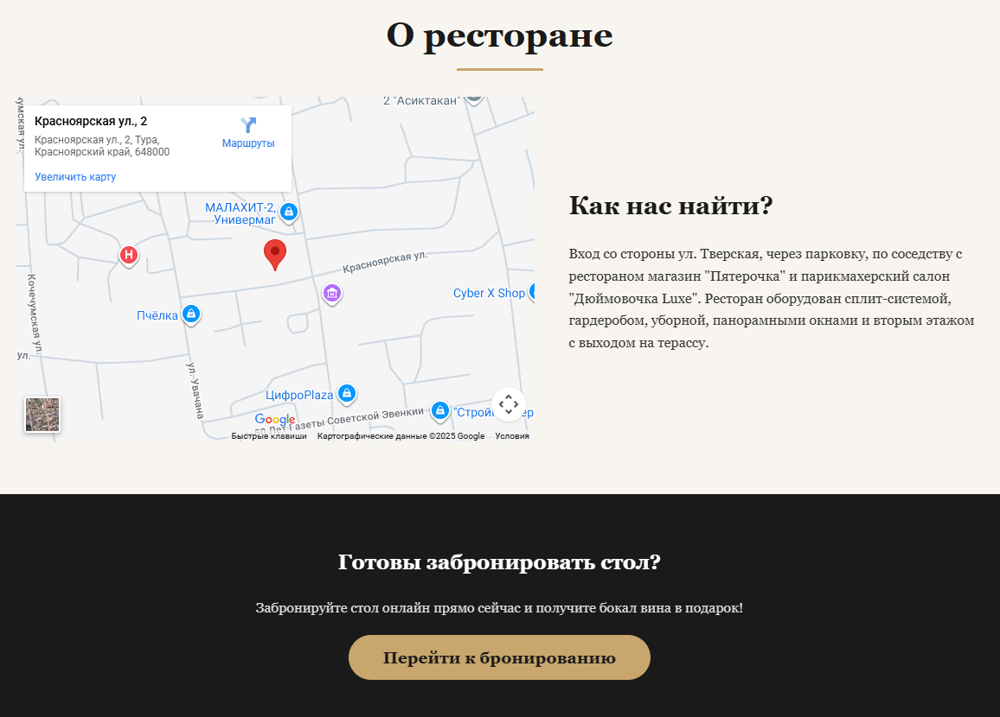 О ресторане
2 "Асиктакан"
Красноярская ул., 2
Маршруты
Красноярская ул., 2, Тура,
Красноярский край, 648000
Увеличить карту
МАЛАХИТ-2,
Универмаг
H
Красноярская ул.
Cyber X Shop
Пчёлка
Кочечумская ул.
ул.
ул. Увачана
ЦифроPlaza
Лет Газеты Советской Эвенкии
Google
Быстрые клавиши
Картографические данные ©2025 Google
Условия
Как нас найти?
Вход со стороны ул. Тверская, через парковку, по соседству с
рестораном магазин "Пятерочка" и парикмахерский салон
"Дюймовочка Luxe". Ресторан оборудован сплит-системой,
гардеробом, уборной, панорамными окнами и вторым этажом
с выходом на терассу.
Готовы забронировать стол?
Забронируйте стол онлайн прямо сейчас и получите бокал вина в подарок!
Перейти к бронированию